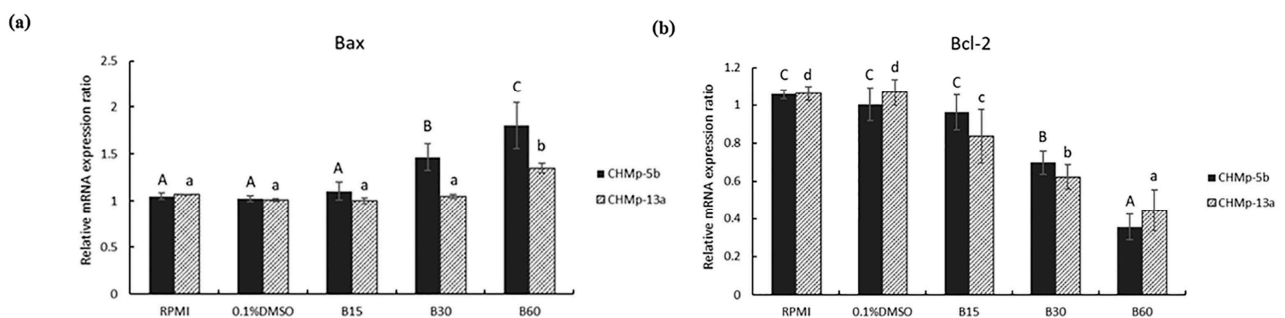 (a)
Bax
Relative mRNA expression ratio
2.5
2
1.5
1
0.5
0
A a A a A a B a C b
RPMI 0.1%DMSO B15 B30 B60
CHMp-5b
CHMp-13a
(b)
Bcl-2
Relative mRNA expression ratio
1.2
1
0.8
0.6
0.4
0.2
0
C d C d C c B b A a
RPMI 0.1%DMSO B15 B30 B60
CHMp-5b
CHMp-13a